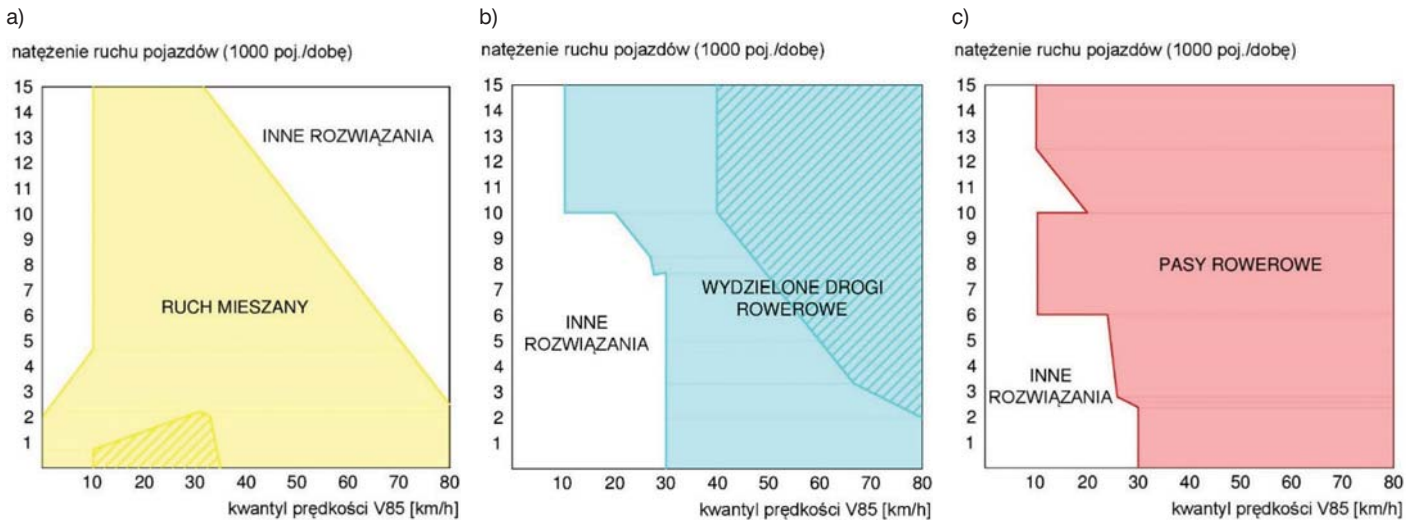 a)
natężenie ruchu pojazdów (1000 poj./dobę)
15
14
13
12
11
10
9
8
7
6
5
4
3
2
1
INNE ROZWIĄZANIA
RUCH MIESZANY
10 20 30 40 50 60 70 80
kwantyl prędkości V85 [km/h]
b)
natężenie ruchu pojazdów (1000 poj./dobę)
15
14
13
12
11
10
9
8
7
6
5
4
3
2
1
WYDZIELONE DROGI
ROWEROWE
INNE
ROZWIĄZANIA
10 20 30 40 50 60 70 80
kwantyl prędkości V85 [km/h]
c)
natężenie ruchu pojazdów (1000 poj./dobę)
15
14
13
12
11
10
9
8
7
6
5
4
3
2
1
PASY ROWEROWE
INNE
ROZWIĄZANIA
10 20 30 40 50 60 70 80
kwantyl prędkości V85 [km/h]